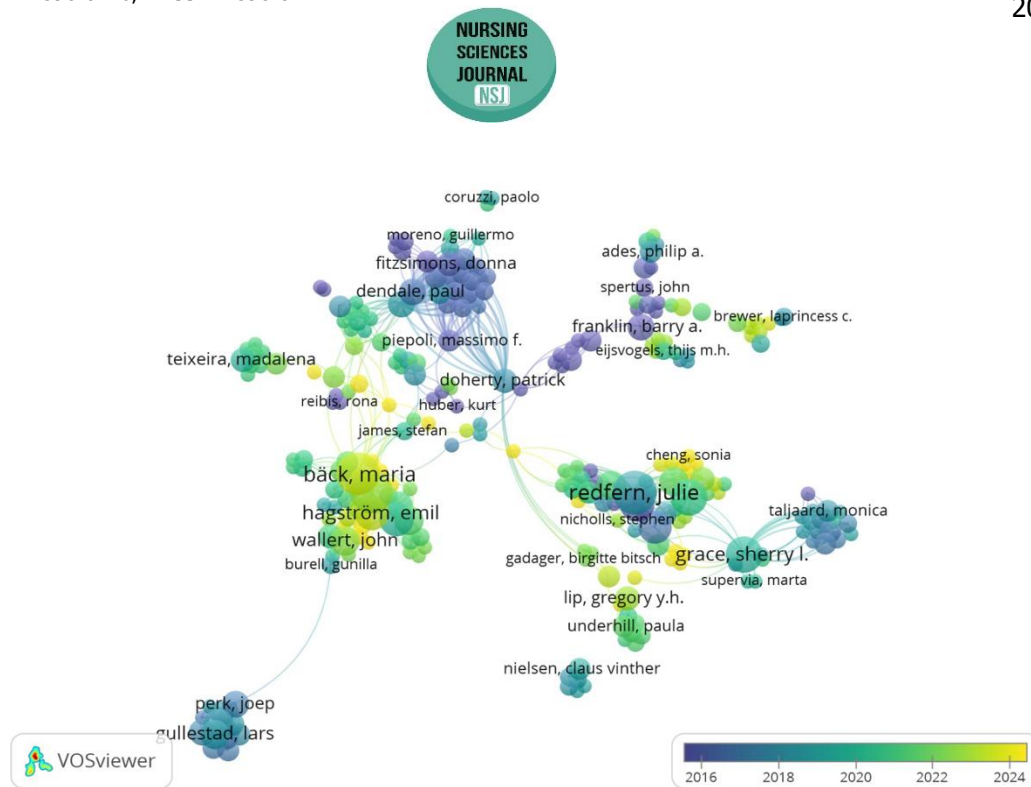 20
NURSING
SCIENCES
JOURNAL
NSJ
coruzzi, paolo
moreno, guillermo
fitzsimons, donna
dendale, paul
ades, philip a.
spertus, john
brewer, laprincess c.
franklin, barry a.
eijsvogels, thijs m.h.
piepoli, massimo f.
teixeira, madalena
doherty, patrick
reibis, rona
huber, kurt
james, stefan
bäck, maria
cheng, sonia
redfern, julie
hagström, emil
nicholls, stephen
taljaard, monica
wallert, john
burell, gunilla
gadager, birgitte bitsch
grace, sherry l.
supervia, marta
lip, gregory y.h.
underhill, paula
nielsen, claus vinther
perk, joep
gullestad, lars
VOSviewer
2016 2018 2020 2022 2024